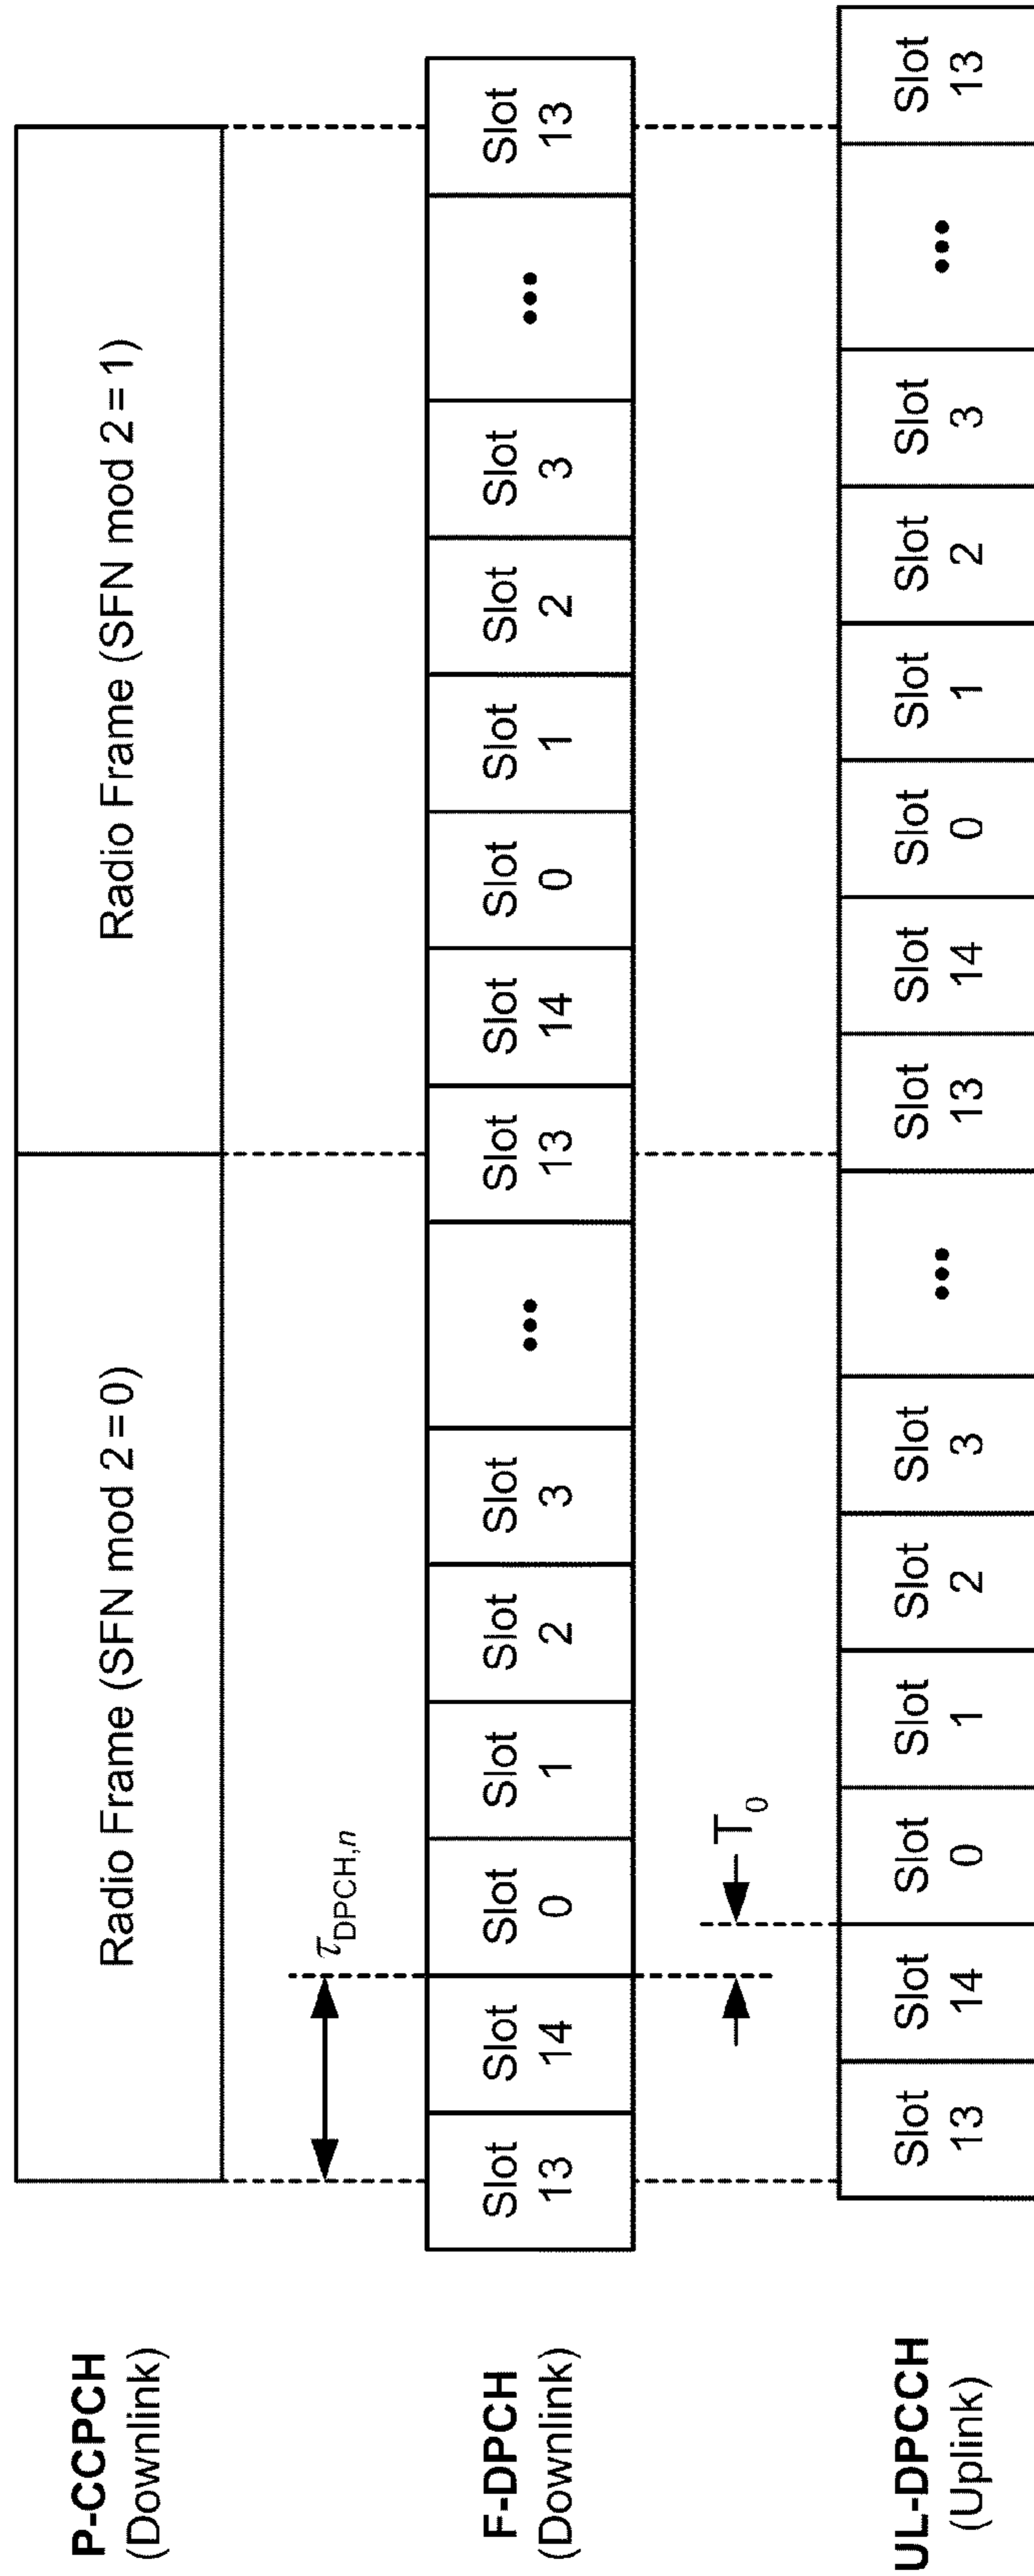 P-CCPCH
(Downlink)
Radio Frame (SFN mod 2 = 0)
Radio Frame (SFN mod 2 = 1)
τDPCH,n
F-DPCH
(Downlink)
Slot 13
Slot 14
Slot 0
Slot 1
Slot 2
Slot 3
•••
Slot 13
Slot 14
Slot 0
Slot 1
Slot 2
Slot 3
•••
Slot 13
T0
UL-DPCCH
(Uplink)
Slot 13
Slot 14
Slot 0
Slot 1
Slot 2
Slot 3
•••
Slot 13
Slot 14
Slot 0
Slot 1
Slot 2
Slot 3
•••
Slot 13